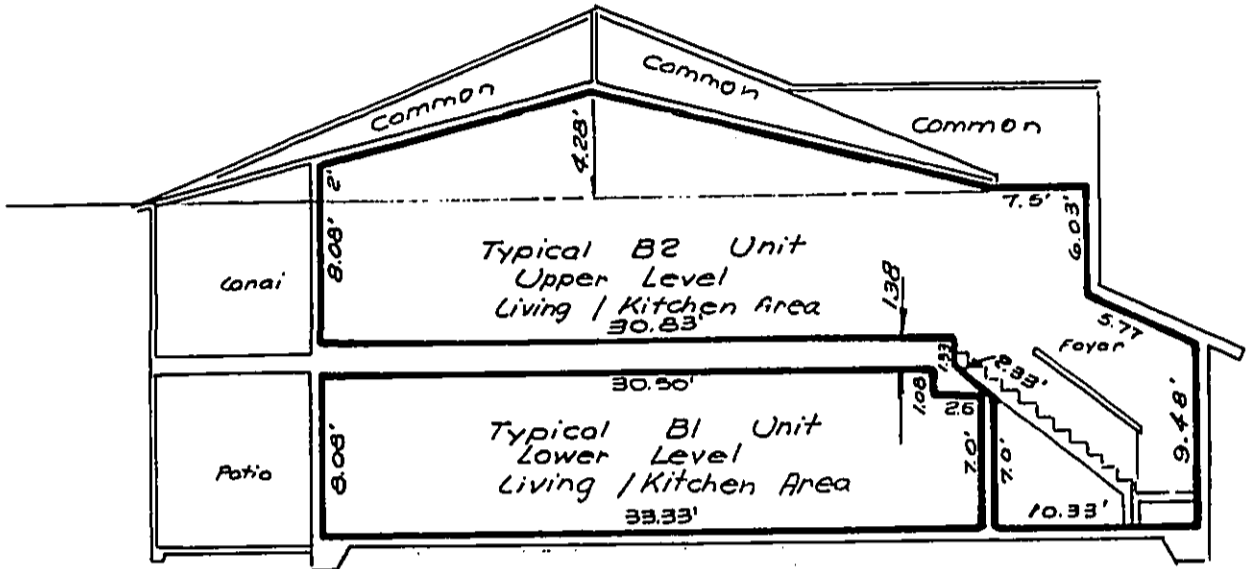 Common
Common
Common
4.28'
2'
7.5'
6.03'
8.08'
Lanai
Typical B2 Unit
Upper Level
Living / Kitchen Area
30.83'
1.38
5.77
Foyar
1.53
2.33'
30.50'
1.08
2.6
Typical B1 Unit
Lower Level
Living / Kitchen Area
33.33'
8.08'
Patio
7.0'
7.0'
9.48'
10.33'